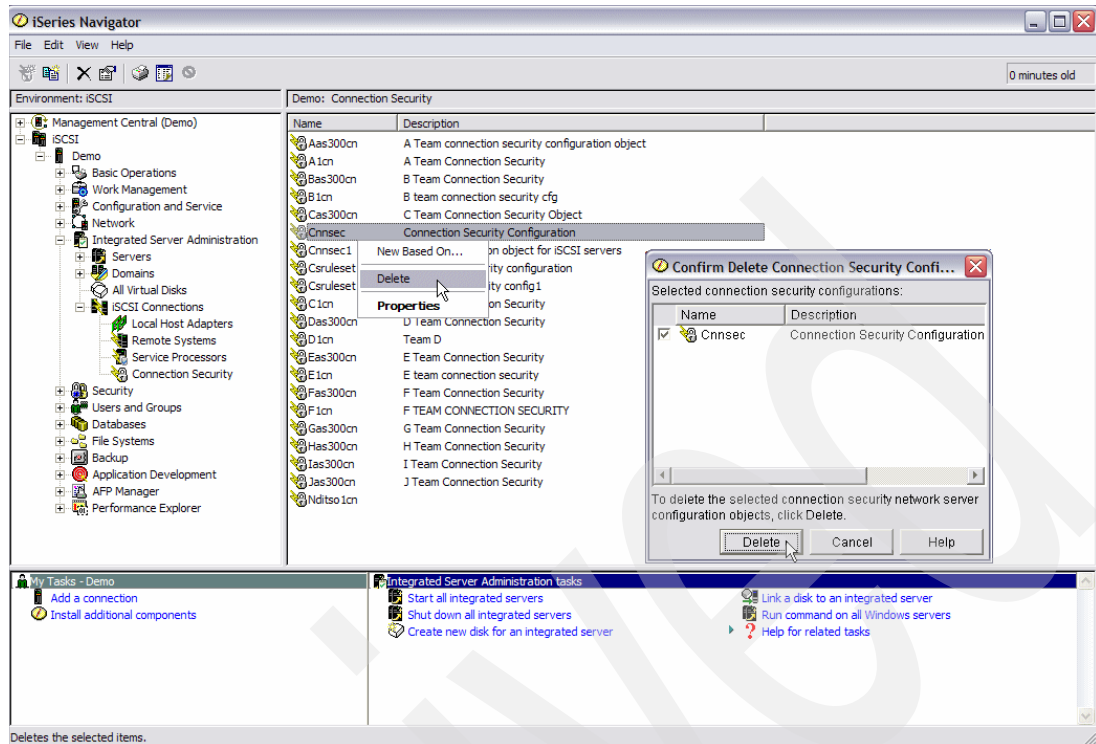 iSeries Navigator
File Edit View Help
0 minutes old
Environment: iSCSI
Demo: Connection Security
Management Central (Demo)
iSCSI
Demo
Basic Operations
Work Management
Configuration and Service
Network
Integrated Server Administration
Servers
Domains
All Virtual Disks
iSCSI Connections
Local Host Adapters
Remote Systems
Service Processors
Connection Security
Security
Users and Groups
Databases
File Systems
Backup
Application Development
AFP Manager
Performance Explorer
Name Description
Aas300cn A Team connection security configuration object
A1cn A Team Connection Security
Bas300cn B Team Connection Security
B1cn B team connection security cfg
Cas300cn C Team Connection Security Object
Cnnsec Connection Security Configuration
Cnnsec1 object for iSCSI servers
Csruleset configuration
Csruleset config1
C1cn Security
Das300cn D Team Connection Security
D1cn Team D
Eas300cn E Team Connection Security
E1cn E team connection security
Fas300cn F Team Connection Security
F1cn F TEAM CONNECTION SECURITY
Gas300cn G Team Connection Security
Has300cn H Team Connection Security
Ias300cn I Team Connection Security
Jas300cn J Team Connection Security
Nditso1cn
New Based On...
Delete
Properties
Confirm Delete Connection Security Confi...
Selected connection security configurations:
Name Description
Cnnsec Connection Security Configuration
To delete the selected connection security network server
configuration objects, click Delete.
Delete Cancel Help
My Tasks - Demo
Add a connection
Install additional components
Integrated Server Administration tasks
Start all integrated servers
Shut down all integrated servers
Create new disk for an integrated server
Link a disk to an integrated server
Run command on all Windows servers
Help for related tasks
Deletes the selected items.